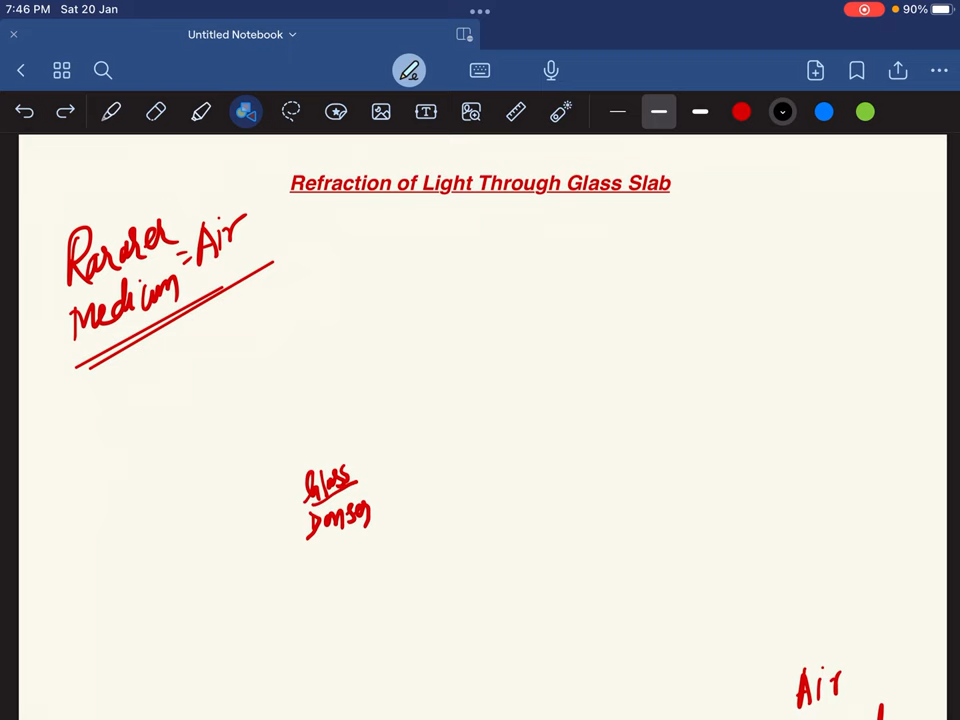 7:46 PM Sat 20 Jan
90%
Untitled Notebook
Refraction of Light Through Glass Slab
Rararer
Medium = Air
Glass
Denser
Air